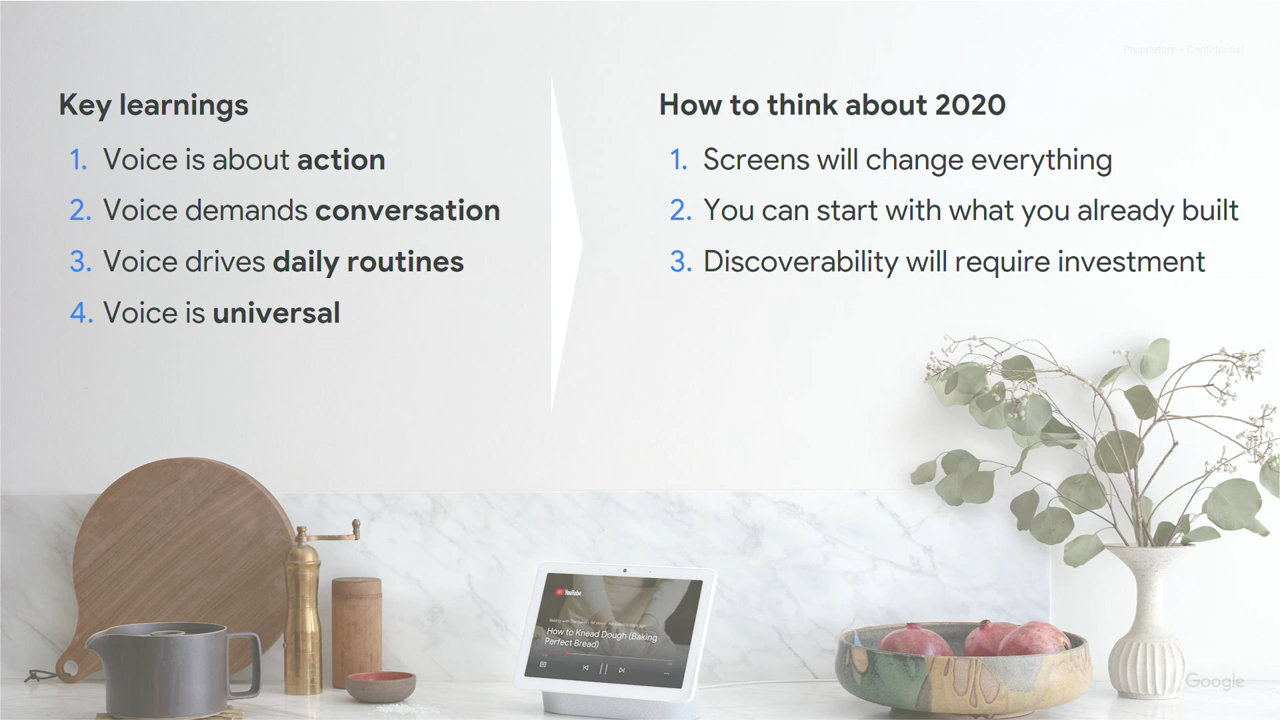 Proprietary + Confidential
Key learnings
1. Voice is about action
2. Voice demands conversation
3. Voice drives daily routines
4. Voice is universal
How to think about 2020
1. Screens will change everything
2. You can start with what you already built
3. Discoverability will require investment
YouTube
How to Knead Dough (Baking
Perfect Bread)
Google